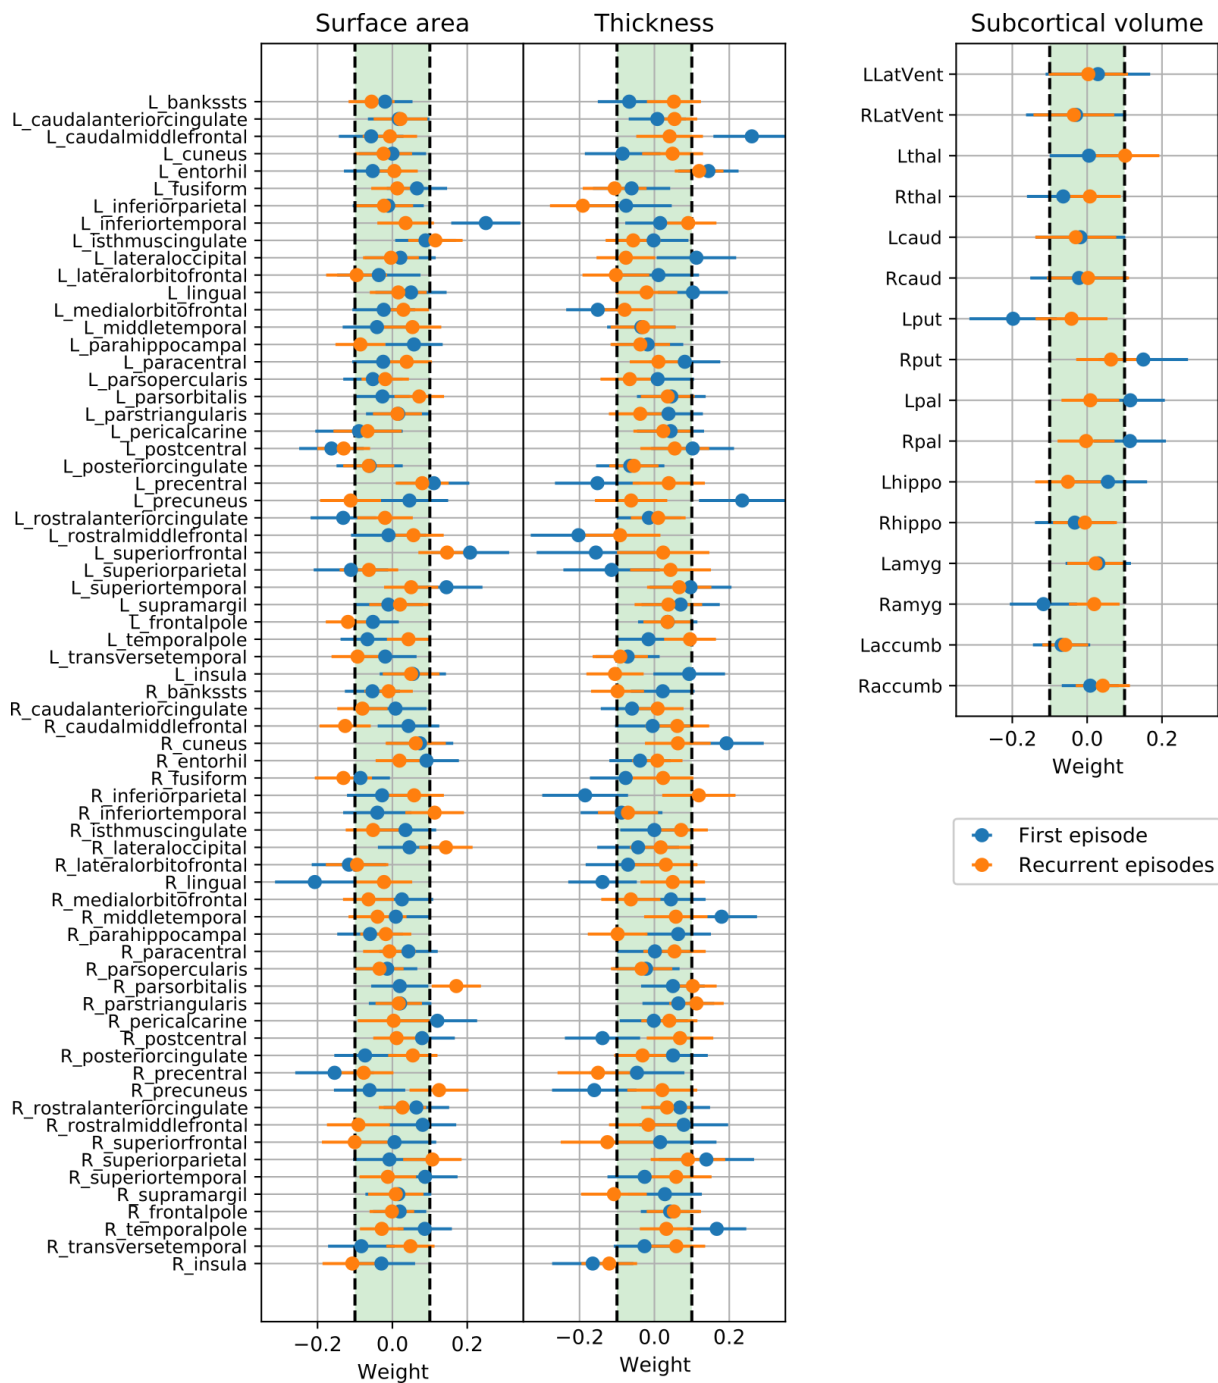 Surface area
Thickness
Subcortical volume
L_bankssts
L_caudalanteriorcingulate
L_caudalmiddlefrontal
L_cuneus
L_entorhil
L_fusiform
L_inferiorparietal
L_inferiortemporal
L_isthmuscingulate
L_lateraloccipital
L_lateralorbitofrontal
L_lingual
L_medialorbitofrontal
L_middletemporal
L_parahippocampal
L_paracentral
L_parsopercularis
L_parsorbitalis
L_parstriangularis
L_pericalcarine
L_postcentral
L_posteriorcingulate
L_precentral
L_precuneus
L_rostralanteriorcingulate
L_rostralmiddlefrontal
L_superiorfrontal
L_superiorparietal
L_superiortemporal
L_supramargil
L_frontalpole
L_temporalpole
L_transversetemporal
L_insula
R_bankssts
R_caudalanteriorcingulate
R_caudalmiddlefrontal
R_cuneus
R_entorhil
R_fusiform
R_inferiorparietal
R_inferiortemporal
R_isthmuscingulate
R_lateraloccipital
R_lateralorbitofrontal
R_lingual
R_medialorbitofrontal
R_middletemporal
R_parahippocampal
R_paracentral
R_parsopercularis
R_parsorbitalis
R_parstriangularis
R_pericalcarine
R_postcentral
R_posteriorcingulate
R_precentral
R_precuneus
R_rostralanteriorcingulate
R_rostralmiddlefrontal
R_superiorfrontal
R_superiorparietal
R_superiortemporal
R_supramargil
R_frontalpole
R_temporalpole
R_transversetemporal
R_insula
−0.2 0.0 0.2
Weight
−0.2 0.0 0.2
Weight
LLatVent
RLatVent
Lthal
Rthal
Lcaud
Rcaud
Lput
Rput
Lpal
Rpal
Lhippo
Rhippo
Lamyg
Ramyg
Laccumb
Raccumb
−0.2 0.0 0.2
Weight
First episode
Recurrent episodes